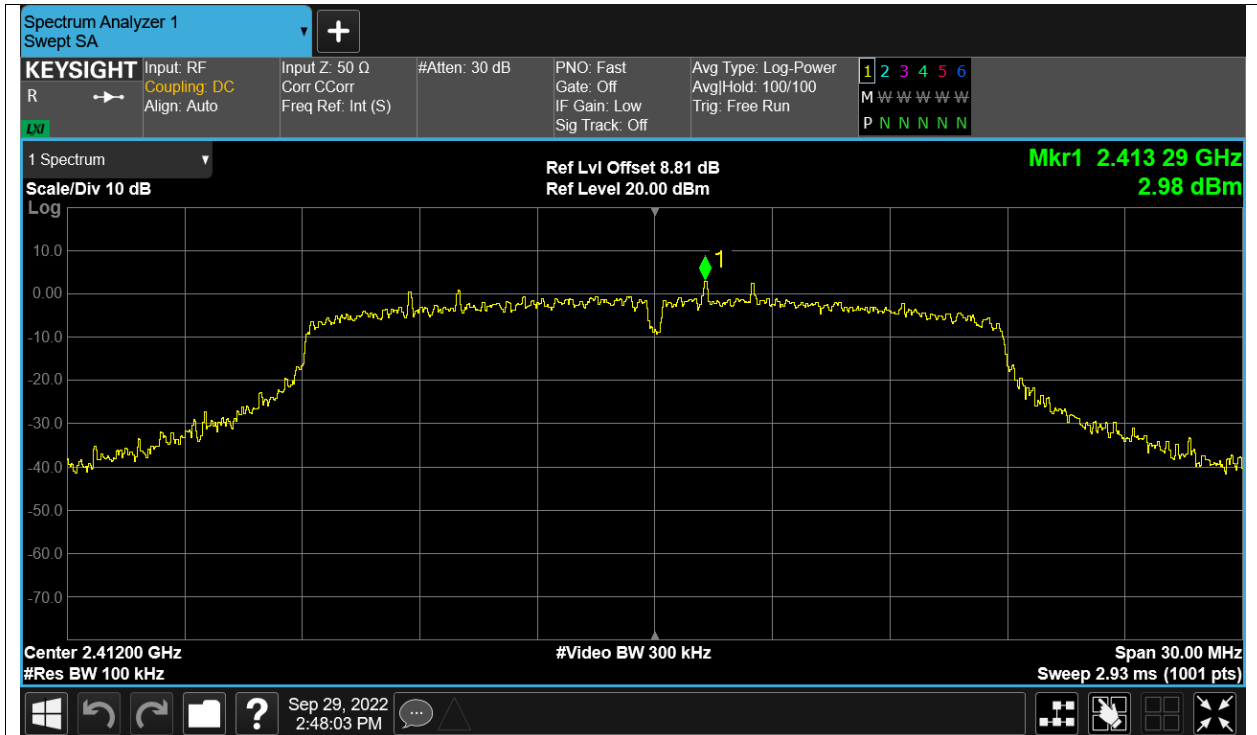 Spectrum Analyzer 1
Swept SA
+
KEYSIGHT Input: RF Input Z: 50 Ω #Atten: 30 dB PNO: Fast Avg Type: Log-Power 1 2 3 4 5 6
R Coupling: DC Corr CCorr Gate: Off Avg|Hold: 100/100 M W W W W W
Align: Auto Freq Ref: Int (S) IF Gain: Low Trig: Free Run
LXI Sig Track: Off P N N N N N N
1 Spectrum
Ref Lvl Offset 8.81 dB
Mkr1 2.413 29 GHz
Scale/Div 10 dB
Ref Level 20.00 dBm
2.98 dBm
Log
10.0
1
0.00
-10.0
-20.0
-30.0
-40.0
-50.0
-60.0
-70.0
Center 2.41200 GHz #Video BW 300 kHz Span 30.00 MHz
#Res BW 100 kHz Sweep 2.93 ms (1001 pts)
? Sep 29, 2022
2:48:03 PM